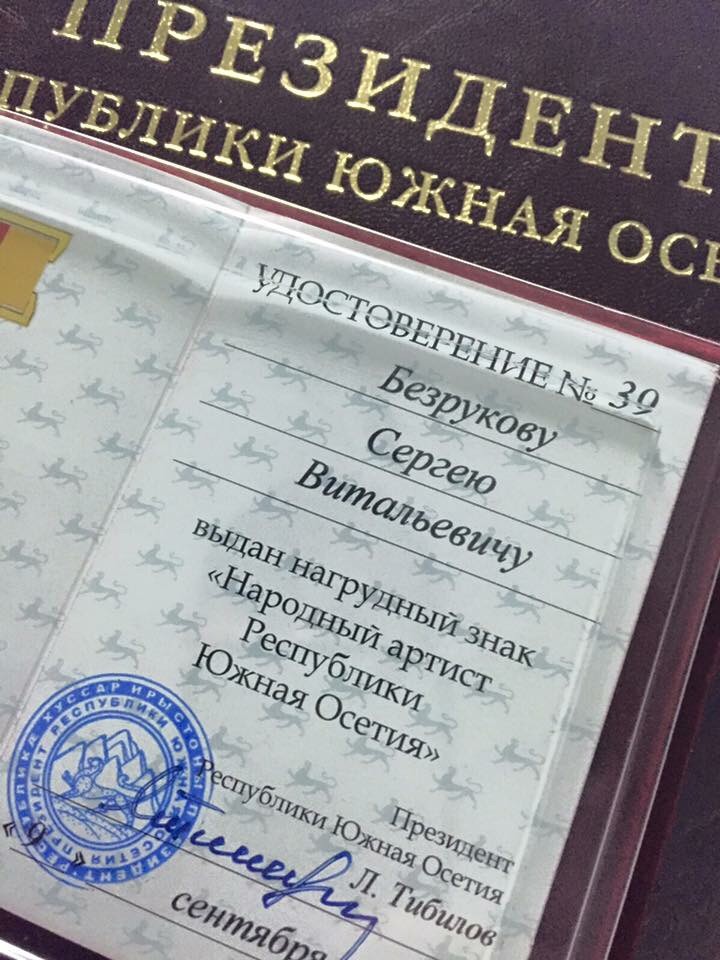 ПРЕЗИДЕНТ
ПУБЛИКИ ЮЖНАЯ ОСЕ
УДОСТОВЕРЕНИЕ № 39
Безрукову
Сергею
Витальевичу
выдан нагрудный знак
«Народный артист
Республики
Южная Осетия»
Президент
Республики Южная Осетия
Л. Тибилов
« 9 »
сентября